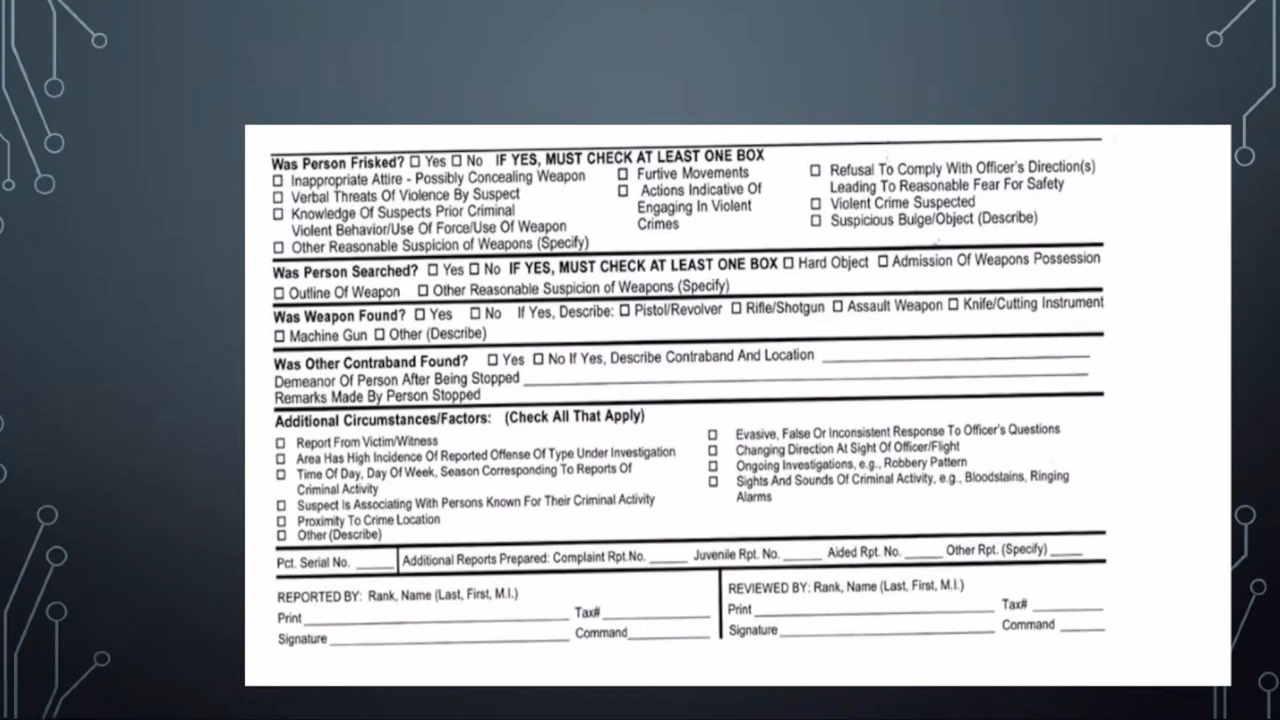 Was Person Frisked? ☐ Yes ☐ No IF YES, MUST CHECK AT LEAST ONE BOX
☐ Inappropriate Attire - Possibly Concealing Weapon
☐ Verbal Threats Of Violence By Suspect
☐ Knowledge Of Suspects Prior Criminal
Violent Behavior/Use Of Force/Use Of Weapon
☐ Other Reasonable Suspicion of Weapons (Specify)
☐ Furtive Movements
☐ Actions Indicative Of
Engaging In Violent
Crimes
☐ Refusal To Comply With Officer's Direction(s)
Leading To Reasonable Fear For Safety
☐ Violent Crime Suspected
☐ Suspicious Bulge/Object (Describe)
Was Person Searched? ☐ Yes ☐ No IF YES, MUST CHECK AT LEAST ONE BOX ☐ Hard Object ☐ Admission Of Weapons Possession
☐ Outline Of Weapon ☐ Other Reasonable Suspicion of Weapons (Specify)
Was Weapon Found? ☐ Yes ☐ No If Yes, Describe: ☐ Pistol/Revolver ☐ Rifle/Shotgun ☐ Assault Weapon ☐ Knife/Cutting Instrument
☐ Machine Gun ☐ Other (Describe)
Was Other Contraband Found? ☐ Yes ☐ No If Yes, Describe Contraband And Location
Demeanor Of Person After Being Stopped
Remarks Made By Person Stopped
Additional Circumstances/Factors: (Check All That Apply)
☐ Report From Victim/Witness
☐ Area Has High Incidence Of Reported Offense Of Type Under Investigation
☐ Time Of Day, Day Of Week, Season Corresponding To Reports Of
Criminal Activity
☐ Suspect Is Associating With Persons Known For Their Criminal Activity
☐ Proximity To Crime Location
☐ Other (Describe)
☐ Evasive, False Or Inconsistent Response To Officer's Questions
☐ Changing Direction At Sight Of Officer/Flight
☐ Ongoing Investigations, e.g., Robbery Pattern
☐ Sights And Sounds Of Criminal Activity, e.g., Bloodstains, Ringing
Alarms
Pct. Serial No. Additional Reports Prepared: Complaint Rpt.No. Juvenile Rpt. No. Aided Rpt. No. Other Rpt. (Specify)
REPORTED BY: Rank, Name (Last, First, M.I.)
Print Tax#
Signature Command
REVIEWED BY: Rank, Name (Last, First, M.I.)
Print Tax#
Signature Command